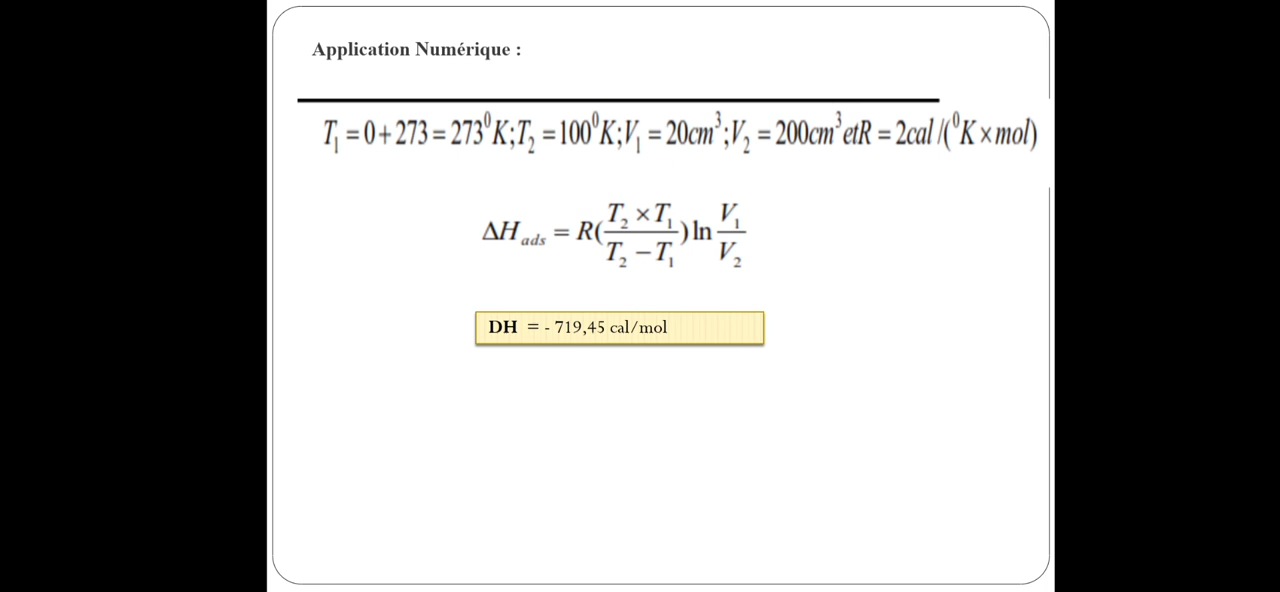 Application Numérique :
T₁ = 0 + 273 = 273⁰K; T₂ = 100⁰K; V₁ = 20cm³; V₂ = 200cm³ et R = 2cal /(⁰K × mol)
ΔH_ads = R((T₂ × T₁)/(T₂ − T₁)) ln (V₁/V₂)
DH = - 719,45 cal/mol